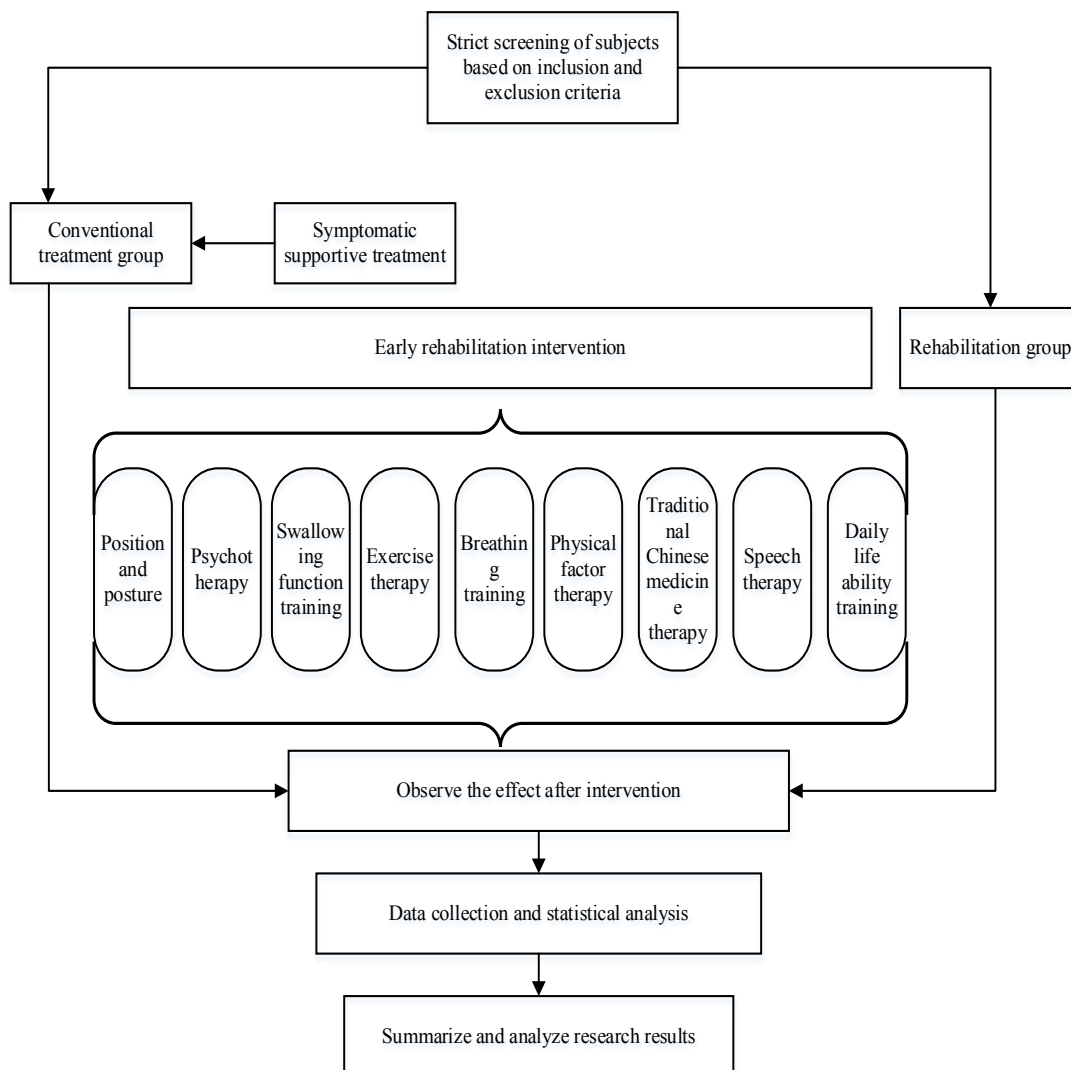 Strict screening of subjects
based on inclusion and
exclusion criteria
Conventional
treatment group
Symptomatic
supportive treatment
Early rehabilitation intervention
Rehabilitation group
Position
and
posture
Psychot
herapy
Swallow
ing
function
training
Exercise
therapy
Breathin
g
training
Physical
factor
therapy
Traditio
nal
Chinese
medicin
e
therapy
Speech
therapy
Daily
life
ability
training
Observe the effect after intervention
Data collection and statistical analysis
Summarize and analyze research results